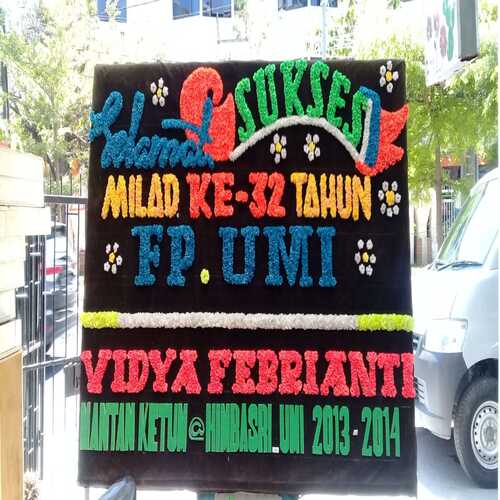 Selamat SUKSES
MILAD KE-32 TAHUN
FP. UMI
VIDYA FEBRIANTI
MANTAN KETUM @ HIMBASRI_UMI 2013-2014